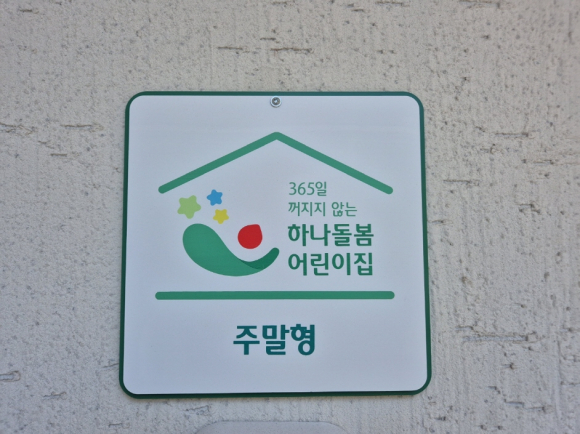 365일
꺼지지 않는
하나돌봄
어린이집
주말형